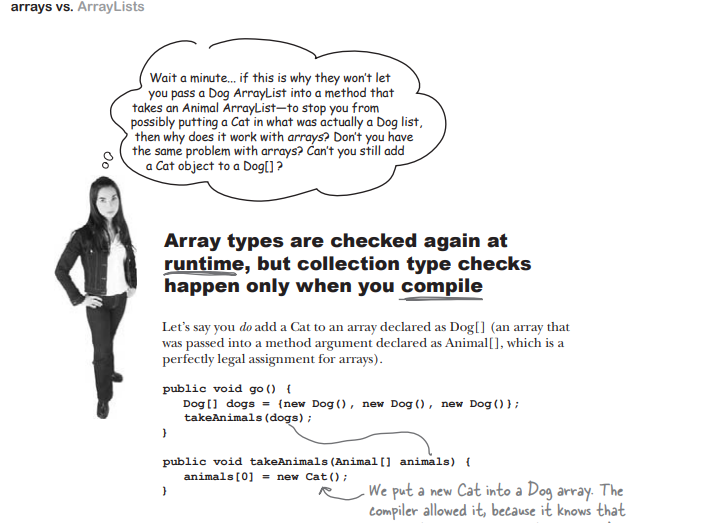 arrays vs. ArrayLists
Wait a minute... if this is why they won't let
you pass a Dog ArrayList into a method that
takes an Animal ArrayList—to stop you from
possibly putting a Cat in what was actually a Dog list,
then why does it work with arrays? Don't you have
the same problem with arrays? Can't you still add
a Cat object to a Dog[] ?
Array types are checked again at
runtime, but collection type checks
happen only when you compile
Let's say you do add a Cat to an array declared as Dog[] (an array that
was passed into a method argument declared as Animal[], which is a
perfectly legal assignment for arrays).
public void go() {
Dog[] dogs = {new Dog(), new Dog(), new Dog()};
takeAnimals(dogs);
}
public void takeAnimals(Animal[] animals) {
animals[0] = new Cat();
}
We put a new Cat into a Dog array. The
compiler allowed it, because it knows that